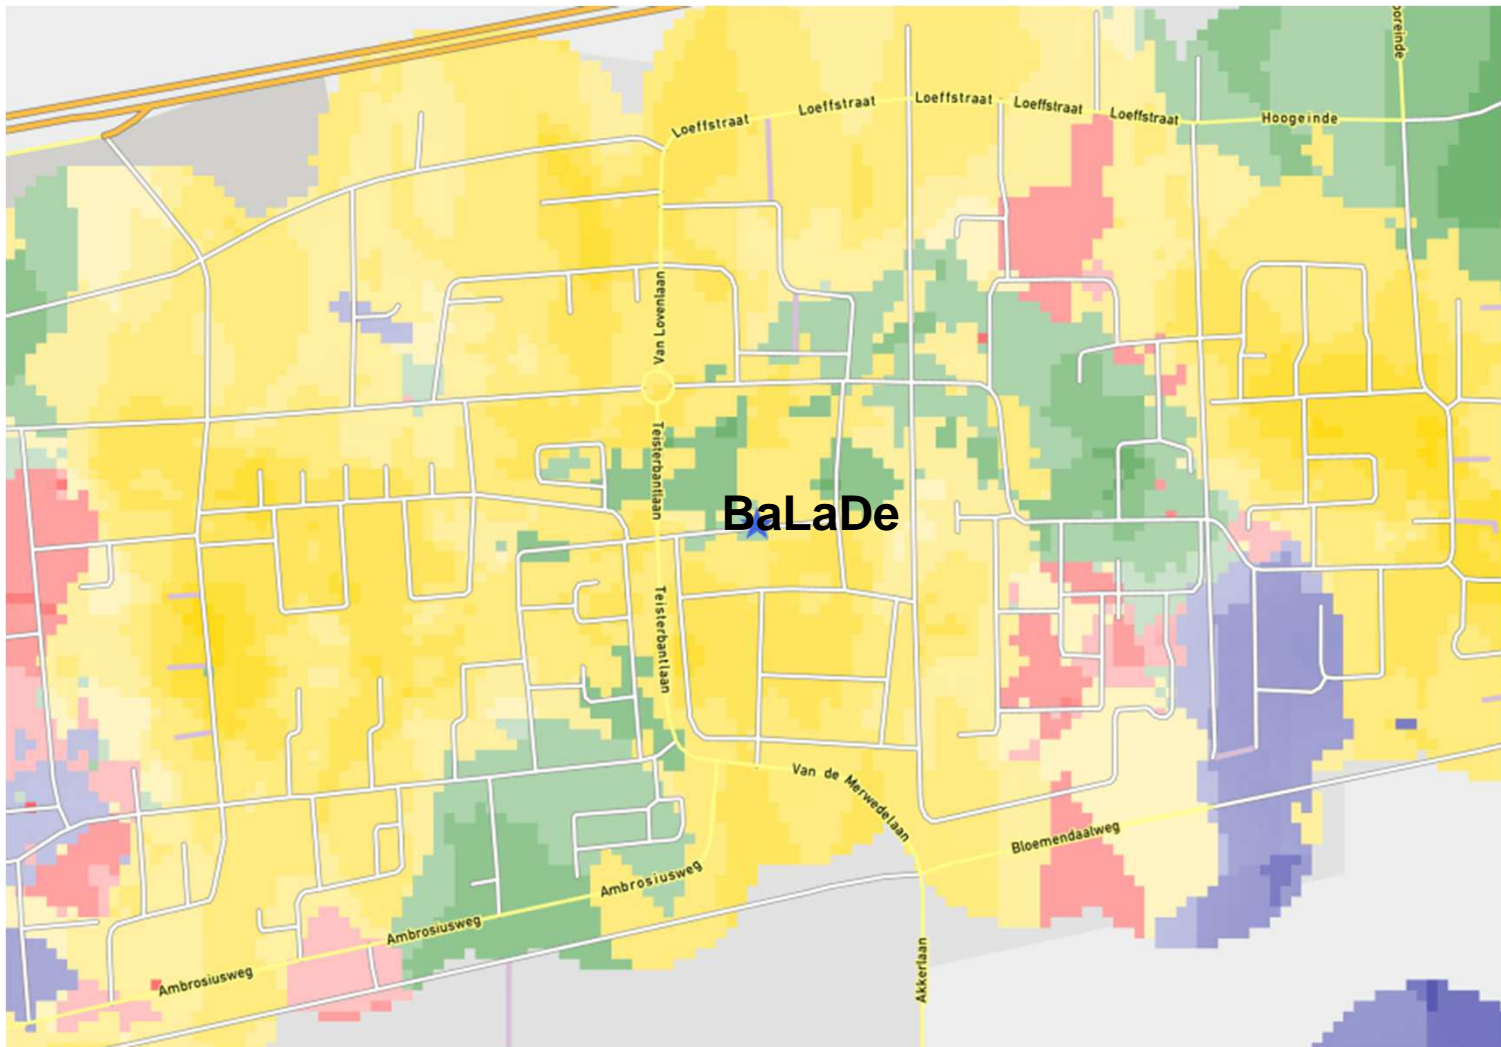 ooreinde
Loeffstraat
Loeffstraat
Loeffstraat
Loeffstraat
Loeffstraat
Hoogeinde
Van Lovenlaan
Teisterbantlaan
BaLaDe
Teisterbantlaan
Van de Merwedelaan
Bloemendaalweg
Ambrosiusweg
Ambrosiusweg
Ambrosiusweg
Akkerlaan